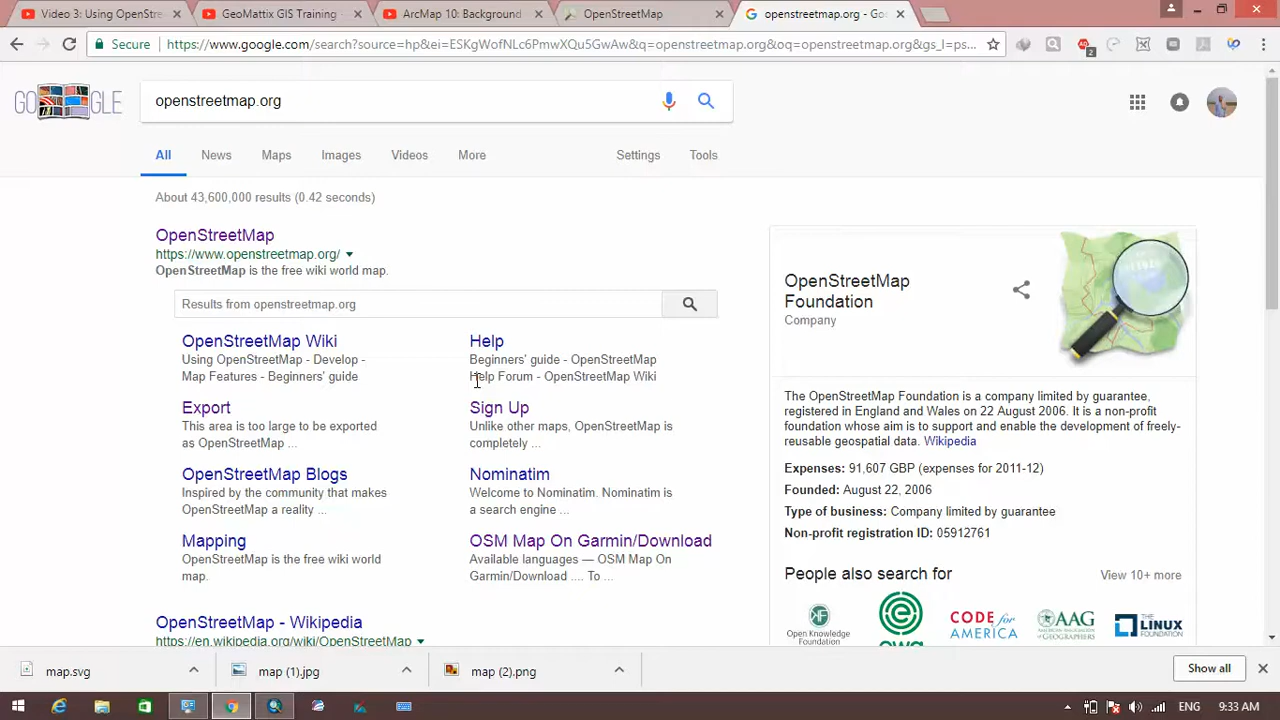 Video 3: Using OpenStre
GeoMattix GIS Training
ArcMap 10: Background
OpenStreetMap
openstreetmap.org - Goo
Secure
https://www.google.com/search?source=hp&ei=ESKgWofNLc6PmwXQu5GwAw&q=openstreetmap.org&oq=openstreetmap.org&gs_l=ps...
2
openstreetmap.org
All
News
Maps
Images
Videos
More
Settings
Tools
About 43,600,000 results (0.42 seconds)
OpenStreetMap
https://www.openstreetmap.org/
OpenStreetMap is the free wiki world map.
Results from openstreetmap.org
OpenStreetMap Wiki
Using OpenStreetMap - Develop -
Map Features - Beginners' guide
Help
Beginners' guide - OpenStreetMap
Help Forum - OpenStreetMap Wiki
Export
This area is too large to be exported
as OpenStreetMap ...
Sign Up
Unlike other maps, OpenStreetMap is
completely ...
OpenStreetMap Blogs
Inspired by the community that makes
OpenStreetMap a reality ...
Nominatim
Welcome to Nominatim. Nominatim is
a search engine ...
Mapping
OpenStreetMap is the free wiki world
map.
OSM Map On Garmin/Download
Available languages — OSM Map On
Garmin/Download .... To ...
OpenStreetMap - Wikipedia
https://en.wikipedia.org/wiki/OpenStreetMap
OpenStreetMap
Foundation
Company
The OpenStreetMap Foundation is a company limited by guarantee,
registered in England and Wales on 22 August 2006. It is a non-profit
foundation whose aim is to support and enable the development of freely-
reusable geospatial data. Wikipedia
Expenses: 91,607 GBP (expenses for 2011-12)
Founded: August 22, 2006
Type of business: Company limited by guarantee
Non-profit registration ID: 05912761
People also search for
View 10+ more
Open Knowledge
Foundation
CODE for
AMERICA
AAG
THE
LINUX
FOUNDATION
map.svg
map (1).jpg
map (2).png
Show all
ENG
9:33 AM